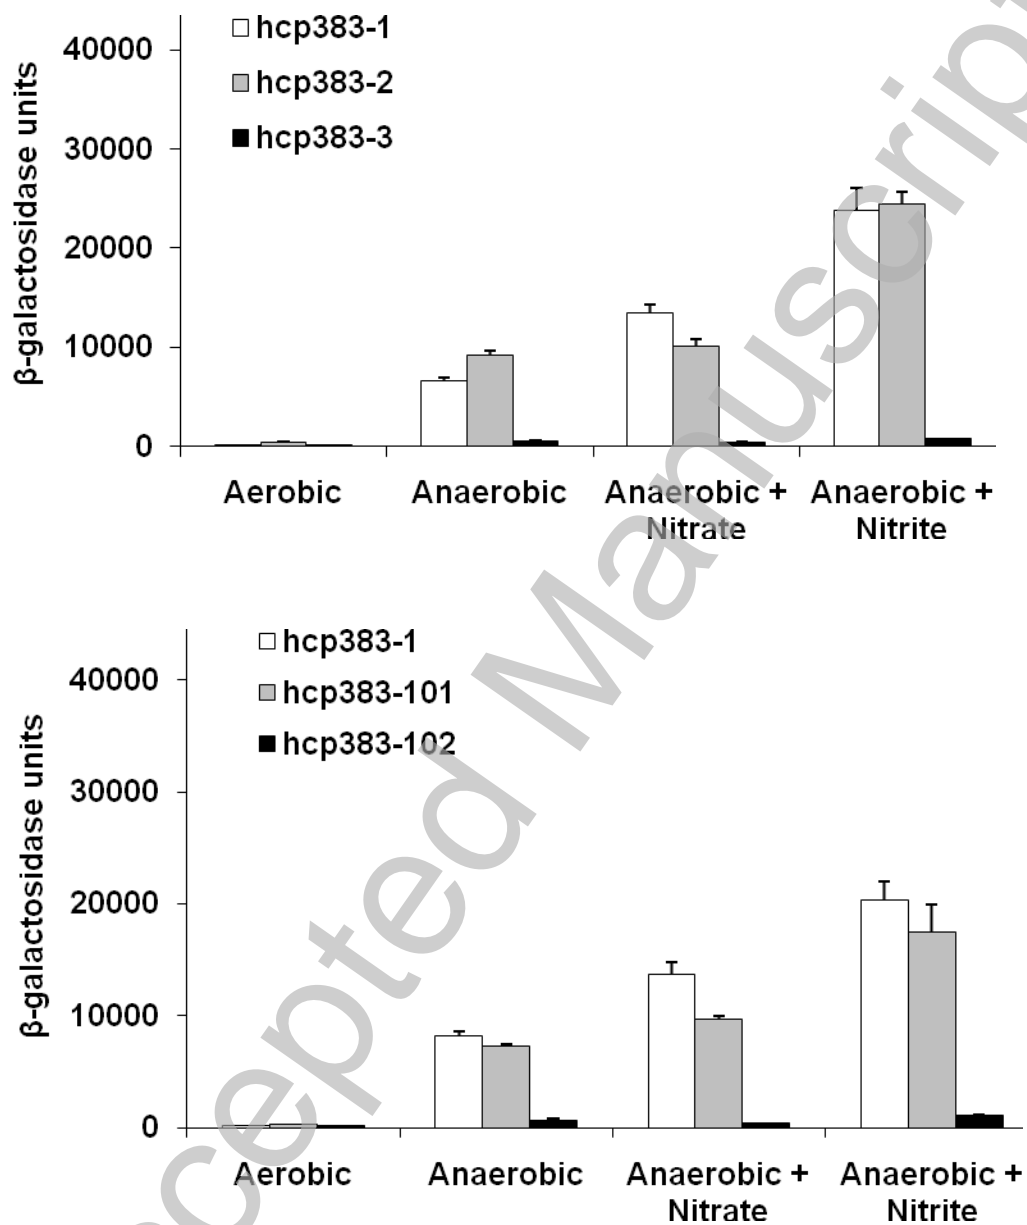 hcp383-1
hcp383-2
hcp383-3
β-galactosidase units
40000
30000
20000
10000
0
Aerobic
Anaerobic
Anaerobic +
Nitrate
Anaerobic +
Nitrite
hcp383-1
hcp383-101
hcp383-102
β-galactosidase units
40000
30000
20000
10000
0
Aerobic
Anaerobic
Anaerobic +
Nitrate
Anaerobic +
Nitrite
cepted Manuscrip